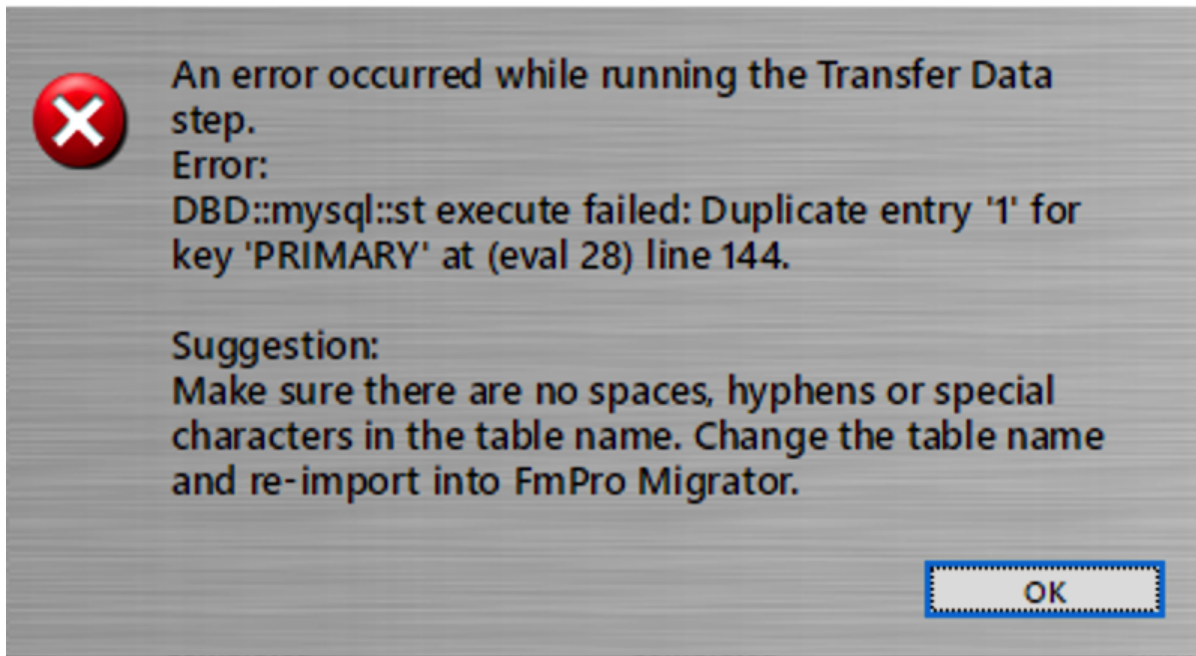 An error occurred while running the Transfer Data
step.
Error:
DBD::mysql::st execute failed: Duplicate entry '1' for
key 'PRIMARY' at (eval 28) line 144.
Suggestion:
Make sure there are no spaces, hyphens or special
characters in the table name. Change the table name
and re-import into FmPro Migrator.
OK